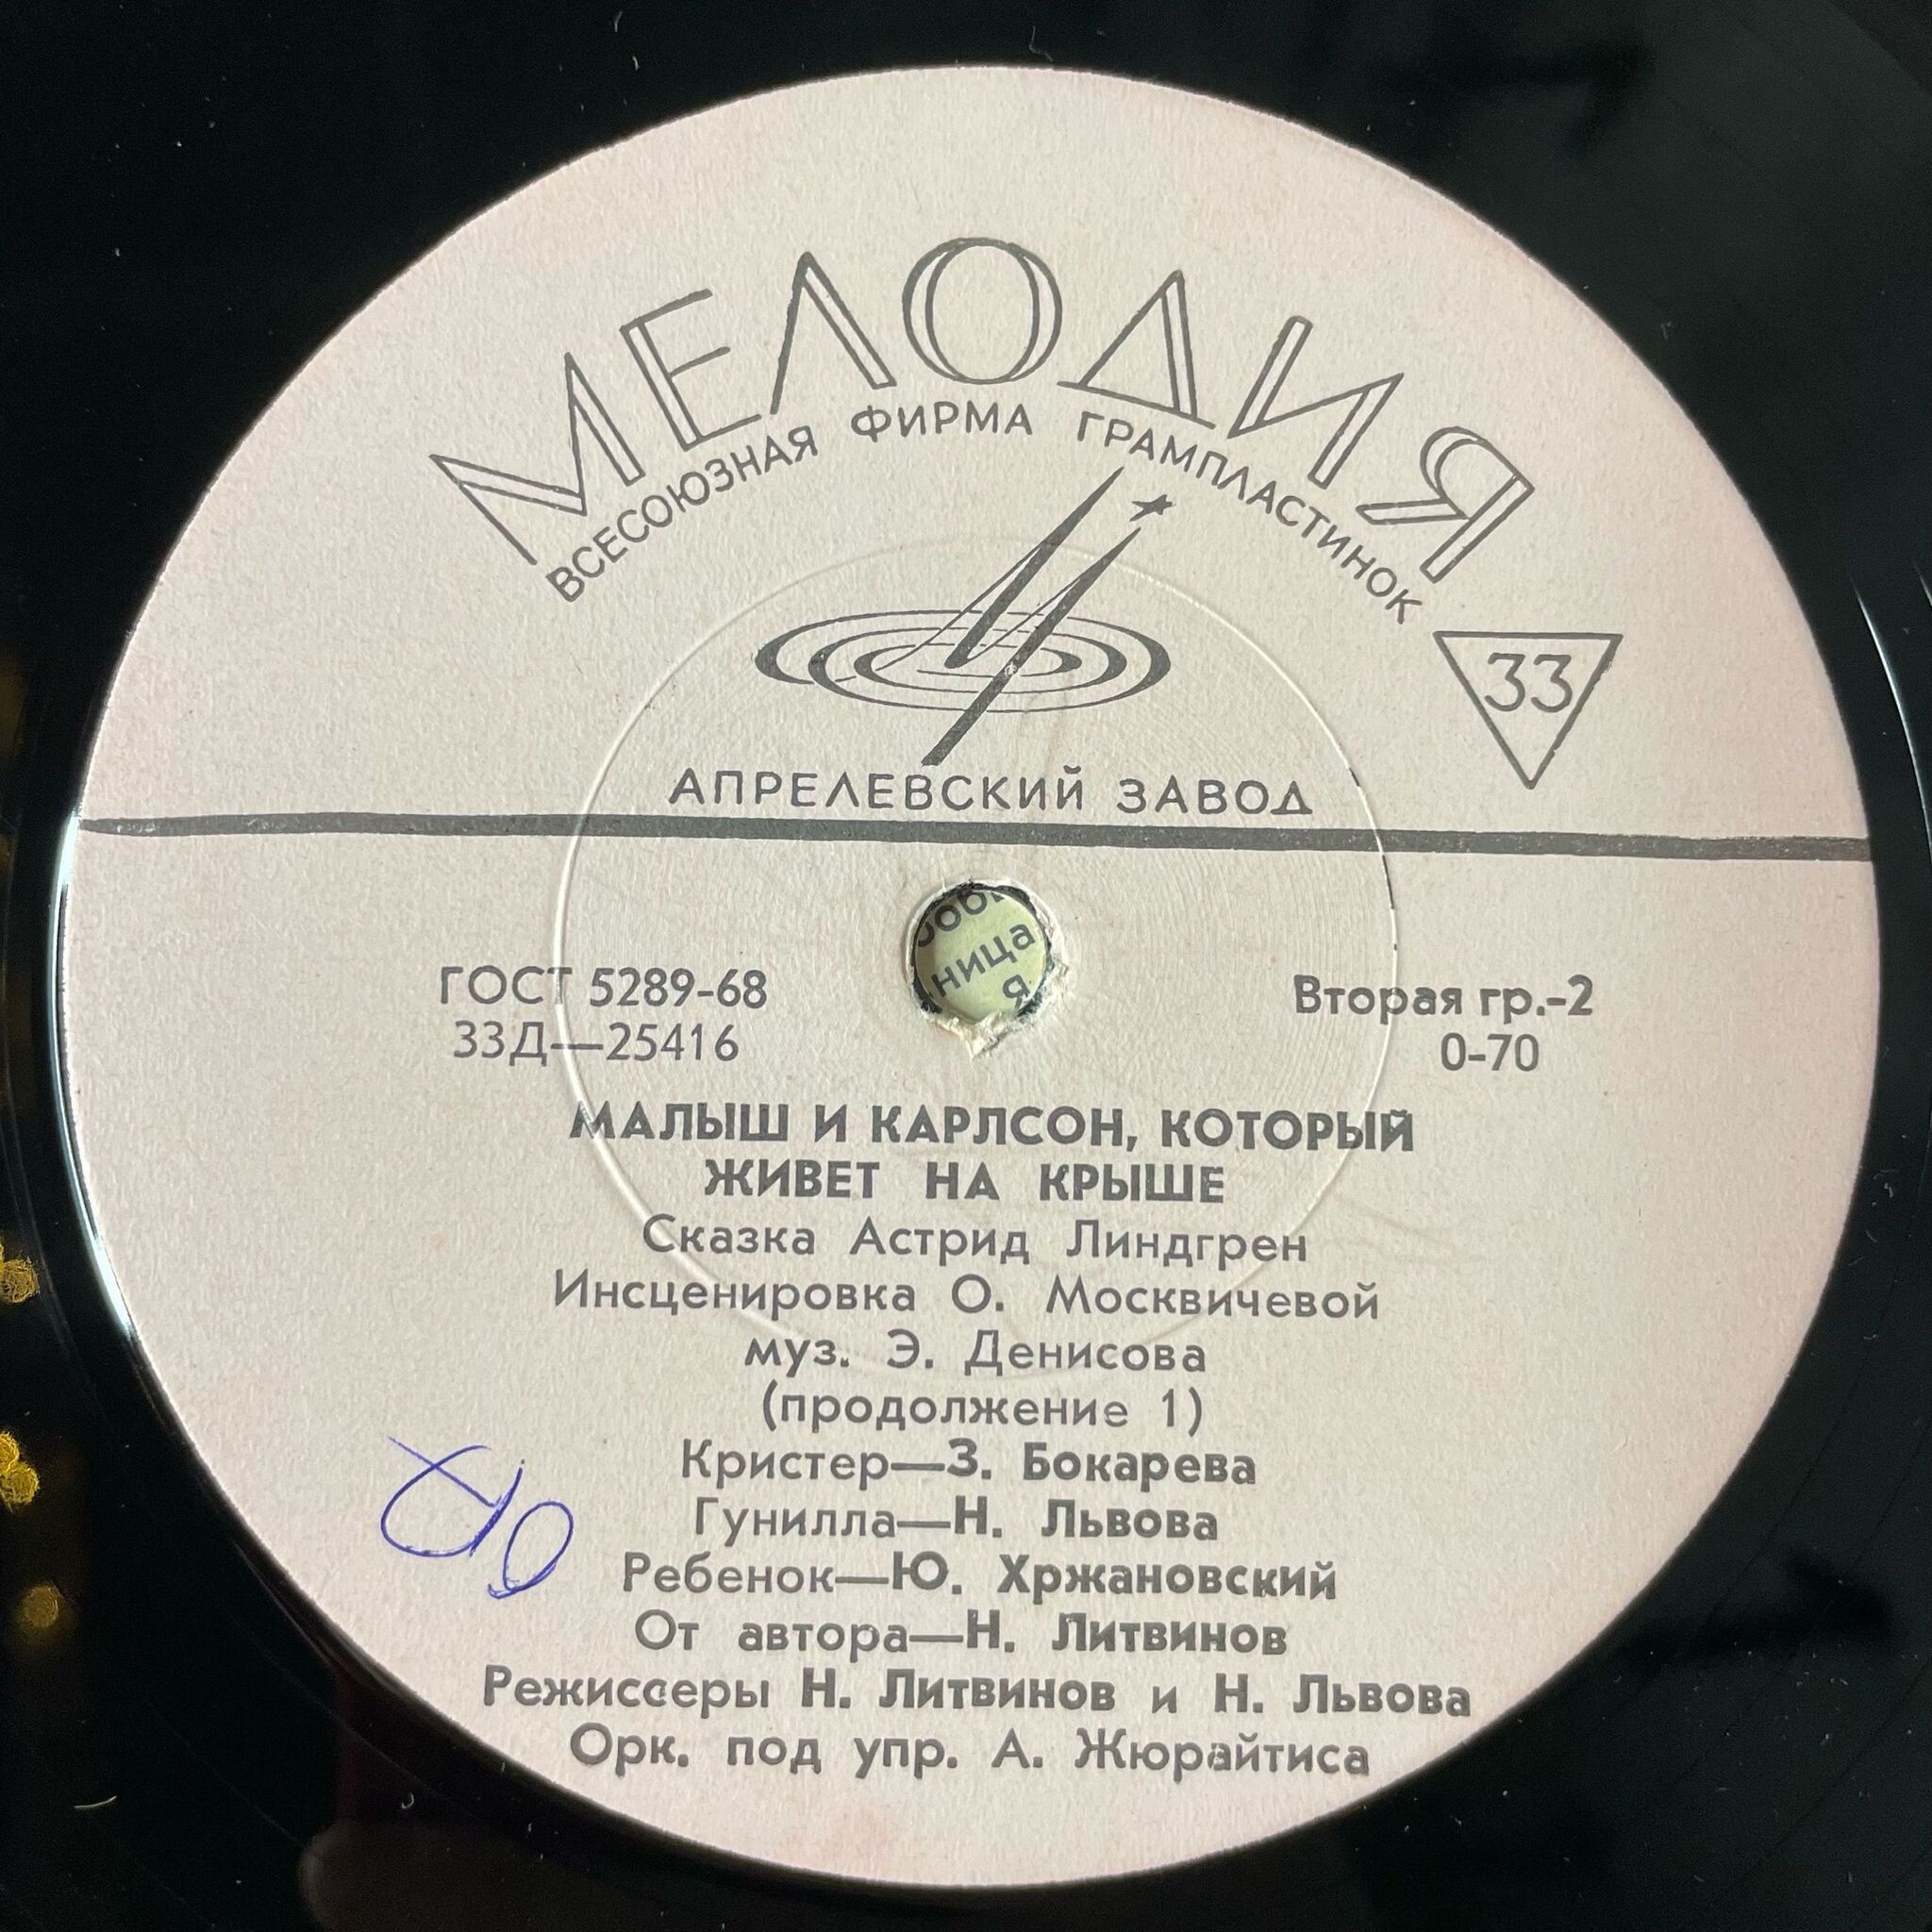 МЕЛОДИЯ
ВСЕСОЮЗНАЯ ФИРМА ГРАМПЛАСТИНОК
33
АПРЕЛЕВСКИЙ ЗАВОД
ница
я
ГОСТ 5289-68
Вторая гр.-2
33Д—25416
0-70
МАЛЫШ И КАРЛСОН, КОТОРЫЙ
ЖИВЕТ НА КРЫШЕ
Сказка Астрид Линдгрен
Инсценировка О. Москвичевой
муз. Э. Денисова
(продолжение 1)
Кристер—З. Бокарева
Гунилла—Н. Львова
Ребенок—Ю. Хржановский
От автора—Н. Литвинов
Режиссеры Н. Литвинов и Н. Львова
Орк. под упр. А. Жюрайтиса